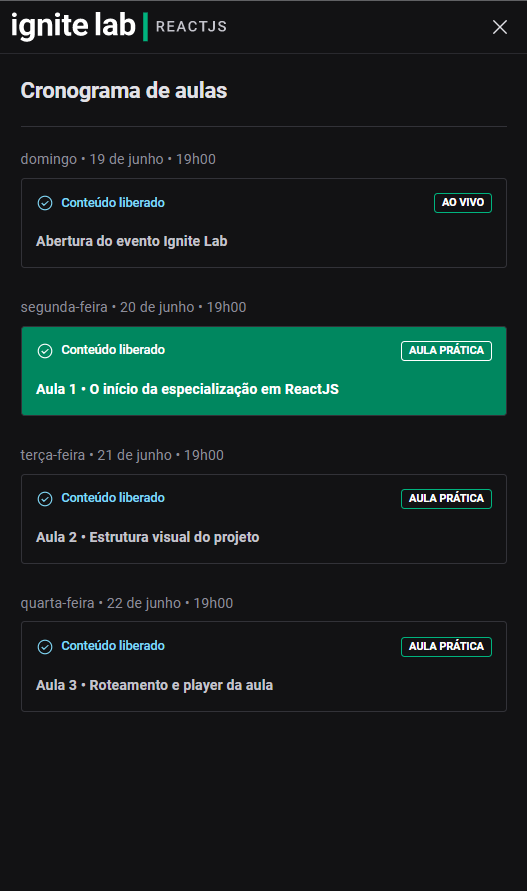 ignite lab | REACTJS
Cronograma de aulas
domingo • 19 de junho • 19h00
Conteúdo liberado AO VIVO
Abertura do evento Ignite Lab
segunda-feira • 20 de junho • 19h00
Conteúdo liberado AULA PRÁTICA
Aula 1 • O início da especialização em ReactJS
terça-feira • 21 de junho • 19h00
Conteúdo liberado AULA PRÁTICA
Aula 2 • Estrutura visual do projeto
quarta-feira • 22 de junho • 19h00
Conteúdo liberado AULA PRÁTICA
Aula 3 • Roteamento e player da aula